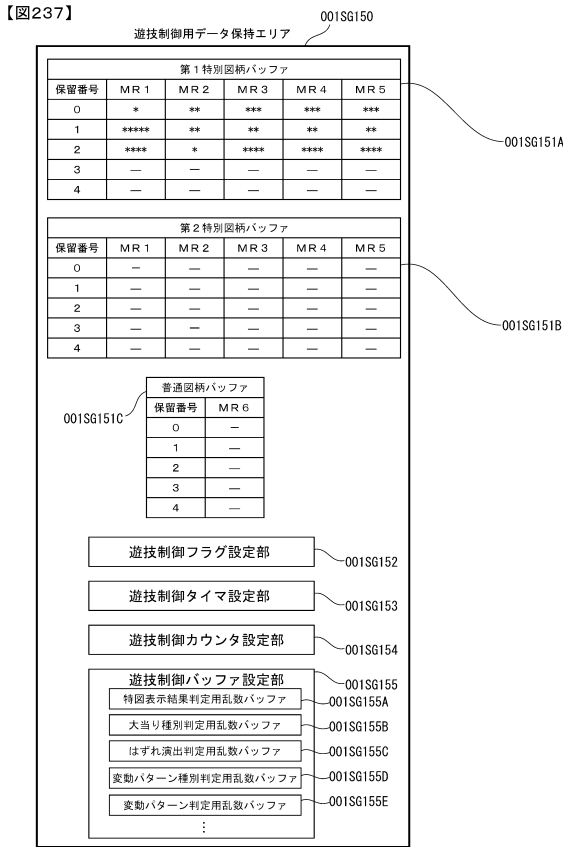 【図237】
001SG150
遊技制御用データ保持エリア
第1特別図柄バッファ
保留番号 MR1 MR2 MR3 MR4 MR5
0 * ** *** *** ***
1 ***** ** ** ** **
2 **** * **** **** ****
3 — — — — —
4 — — — — —
001SG151A
第2特別図柄バッファ
保留番号 MR1 MR2 MR3 MR4 MR5
0 — — — — —
1 — — — — —
2 — — — — —
3 — — — — —
4 — — — — —
001SG151B
普通図柄バッファ
001SG151C
保留番号 MR6
0 —
1 —
2 —
3 —
4 —
遊技制御フラグ設定部
001SG152
遊技制御タイマ設定部
001SG153
遊技制御カウンタ設定部
001SG154
遊技制御バッファ設定部
001SG155
特図表示結果判定用乱数バッファ
001SG155A
大当り種別判定用乱数バッファ
001SG155B
はずれ演出判定用乱数バッファ
001SG155C
変動パターン種別判定用乱数バッファ
001SG155D
変動パターン判定用乱数バッファ
001SG155E
⋮